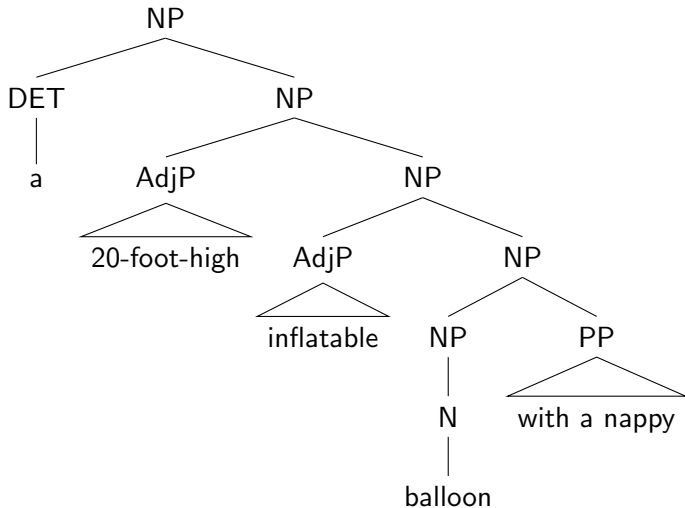 NP
DET NP
a AdjP NP
20-foot-high AdjP NP
inflatable NP PP
N with a nappy
balloon